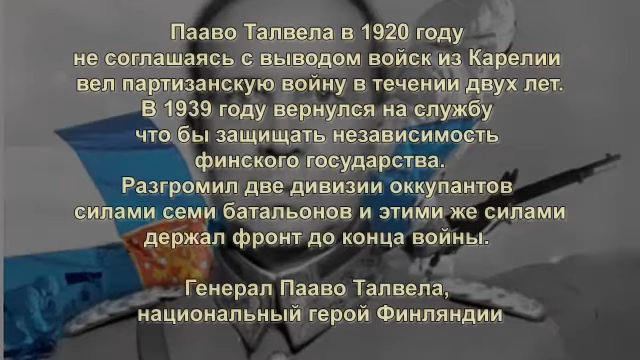 Пааво Талвела в 1920 году
не соглашаясь с выводом войск из Карелии
вел партизанскую войну в течении двух лет.
В 1939 году вернулся на службу
что бы защищать независимость
финского государства.
Разгромил две дивизии оккупантов
силами семи батальонов и этими же силами
держал фронт до конца войны.
Генерал Пааво Талвела,
национальный герой Финляндии